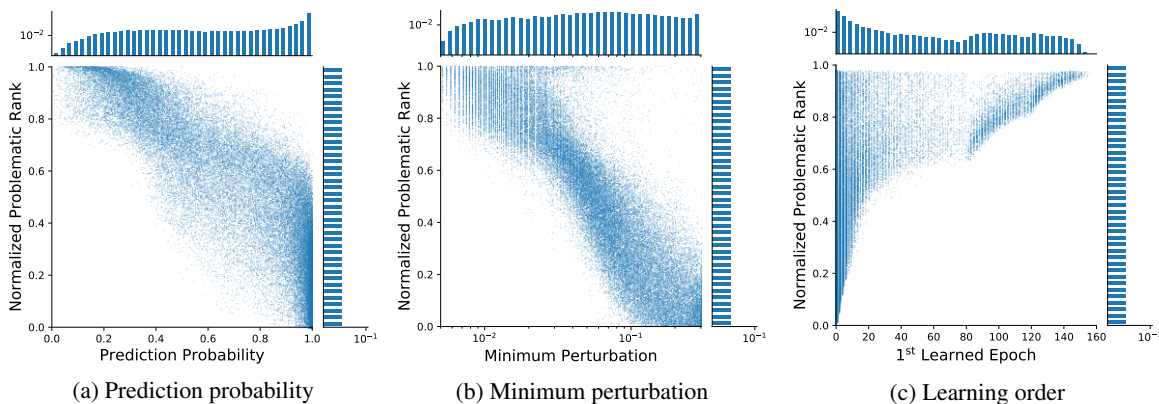 10⁻²
10⁻²
10⁻²
Normalized Problematic Rank
1.0
0.8
0.6
0.4
0.2
0.0
0.0 0.2 0.4 0.6 0.8 1.0
10⁻¹
Prediction Probability
Normalized Problematic Rank
1.0
0.8
0.6
0.4
0.2
0.0
10⁻² 10⁻¹
10⁻¹
Minimum Perturbation
Normalized Problematic Rank
1.0
0.8
0.6
0.4
0.2
0.0
0 20 40 60 80 100 120 140 160
1ˢᵗ Learned Epoch
(a) Prediction probability
(b) Minimum perturbation
(c) Learning order